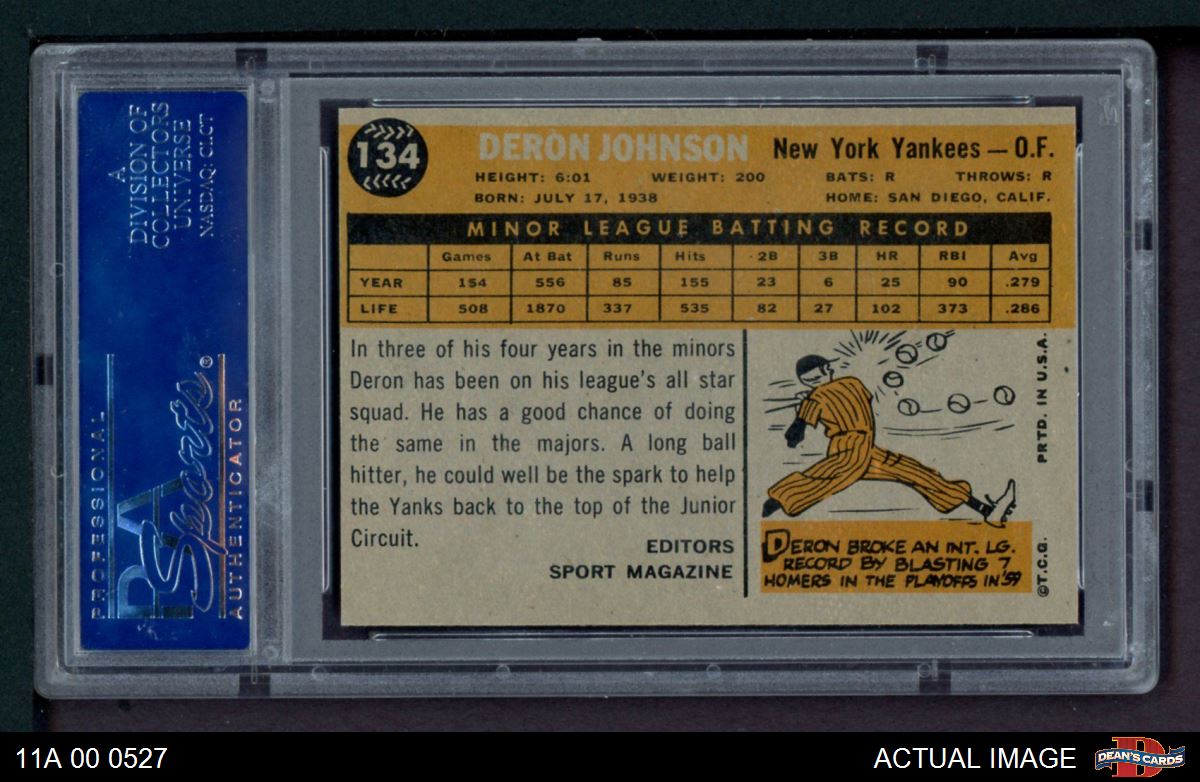 A
DIVISION OF
COLLECTORS
UNIVERSE
NASDAQ: CLCT
PROFESSIONAL
PSA
Sports®
AUTHENTICATOR
134
DERON JOHNSON New York Yankees — O.F.
HEIGHT: 6:01 WEIGHT: 200 BATS: R THROWS: R
BORN: JULY 17, 1938 HOME: SAN DIEGO, CALIF.
MINOR LEAGUE BATTING RECORD
Games At Bat Runs Hits 2B 3B HR RBI Avg
YEAR 154 556 85 155 23 6 25 90 .279
LIFE 508 1870 337 535 82 27 102 373 .286
In three of his four years in the minors
Deron has been on his league's all star
squad. He has a good chance of doing
the same in the majors. A long ball
hitter, he could well be the spark to help
the Yanks back to the top of the Junior
Circuit.
EDITORS
SPORT MAGAZINE
DERON BROKE AN INT. LG.
RECORD BY BLASTING 7
HOMERS IN THE PLAYOFFS IN '59
©T.C.G. PRTD. IN U.S.A.
11A 00 0527
ACTUAL IMAGE
DEAN'S CARDS